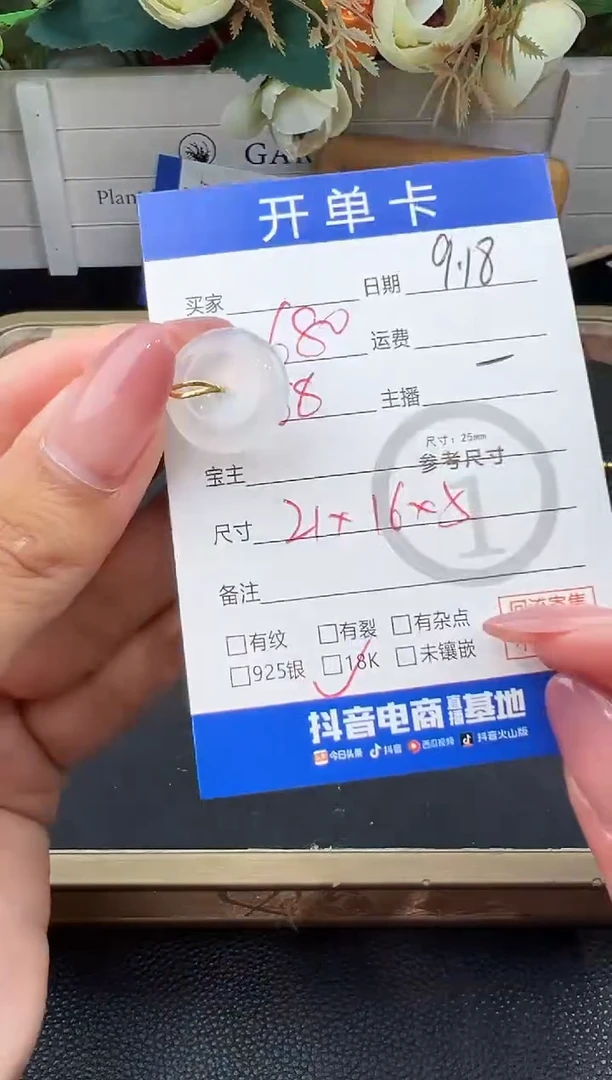 GAR
Plan
开单卡
买家 日期 9.18
680 运费
8 主播
尺寸：25mm
参考尺寸
宝主
尺寸 21×16×8
备注
□有纹 □有裂 □有杂点
□925银 □18K □未镶嵌
抖音电商直播基地
今日头条 抖音 西瓜视频 抖音火山版